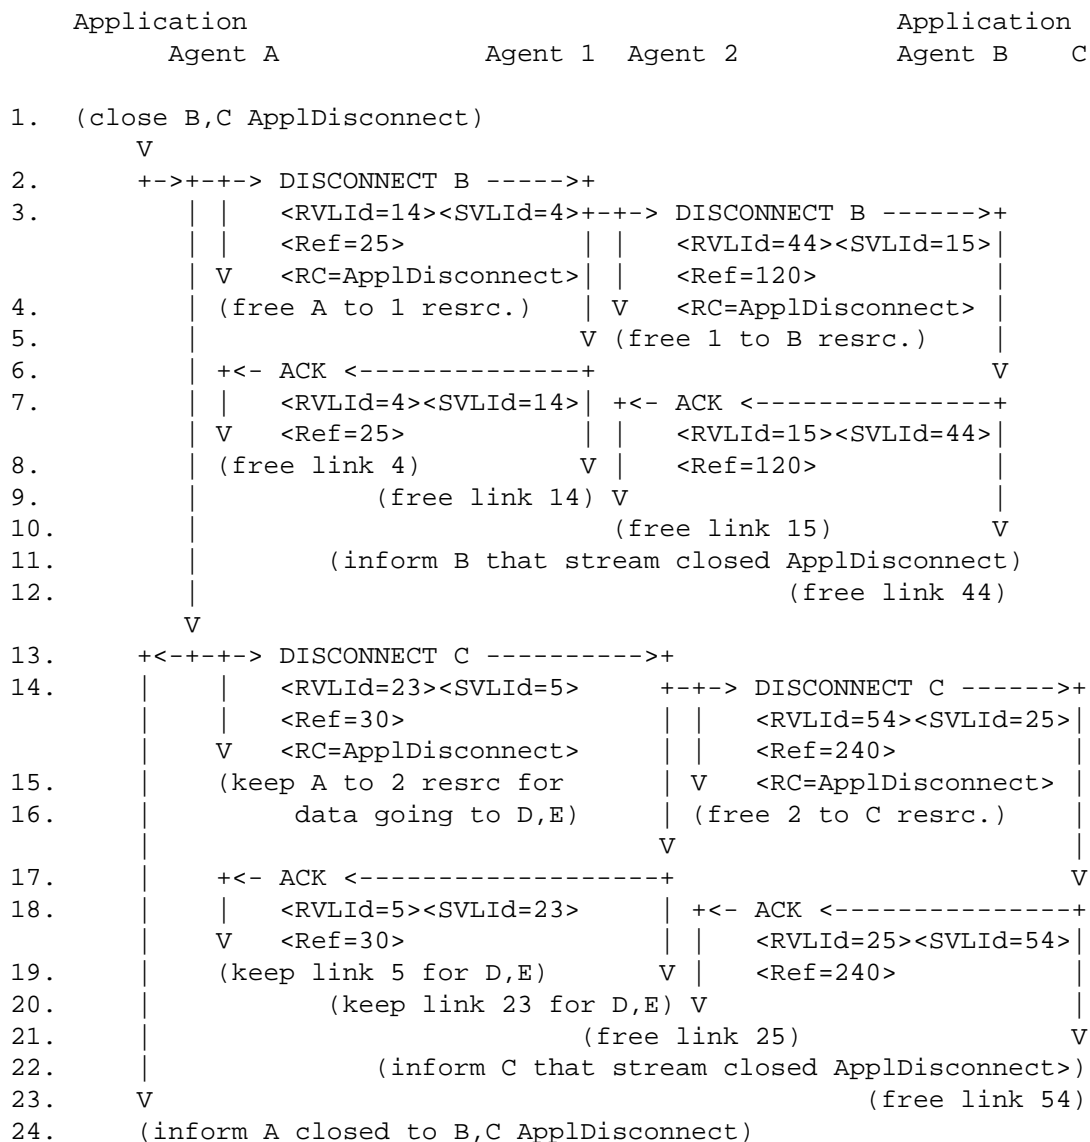 Application                                         Application
          Agent A             Agent 1  Agent 2          Agent B    C
1.  (close B,C ApplDisconnect)
        V
2.      +->+-+-> DISCONNECT B ----->+
3.         | |   <RVLId=14><SVLId=4>+-+-> DISCONNECT B ------>+
           | |   <Ref=25>           | |   <RVLId=44><SVLId=15>|
           | V   <RC=ApplDisconnect>| |   <Ref=120>           |
4.         | (free A to 1 resrc.)   | V   <RC=ApplDisconnect> |
5.         |                        V (free 1 to B resrc.)    |
6.         | +<- ACK <--------------+                         V
7.         | |   <RVLId=4><SVLId=14>| +<- ACK <---------------+
           | V   <Ref=25>           | |   <RVLId=15><SVLId=44>|
8.         | (free link 4)          V |   <Ref=120>           |
9.         |           (free link 14) V                       |
10.        |                          (free link 15)          V
11.        |        (inform B that stream closed ApplDisconnect)
12.        |                                     (free link 44)
           V
13.     +<-+-+-> DISCONNECT C ---------->+
14.     |    |   <RVLId=23><SVLId=5>     +-+-> DISCONNECT C ------>+
        |    |   <Ref=30>                | |   <RVLId=54><SVLId=25>|
        |    V   <RC=ApplDisconnect>     | |   <Ref=240>           |
15.     |    (keep A to 2 resrc for      | V   <RC=ApplDisconnect> |
16.     |         data going to D,E)     | (free 2 to C resrc.)    |
        |                                V                         |
17.     |    +<- ACK <-------------------+                         V
18.     |    |   <RVLId=5><SVLId=23>     | +<- ACK <---------------+
        |    V   <Ref=30>                | |   <RVLId=25><SVLId=54>|
19.     |    (keep link 5 for D,E)       V |   <Ref=240>           |
20.     |           (keep link 23 for D,E) V                       |
21.     |                           (free link 25)                 V
22.     |              (inform C that stream closed ApplDisconnect>)
23.     V                                             (free link 54)
24.     (inform A closed to B,C ApplDisconnect)